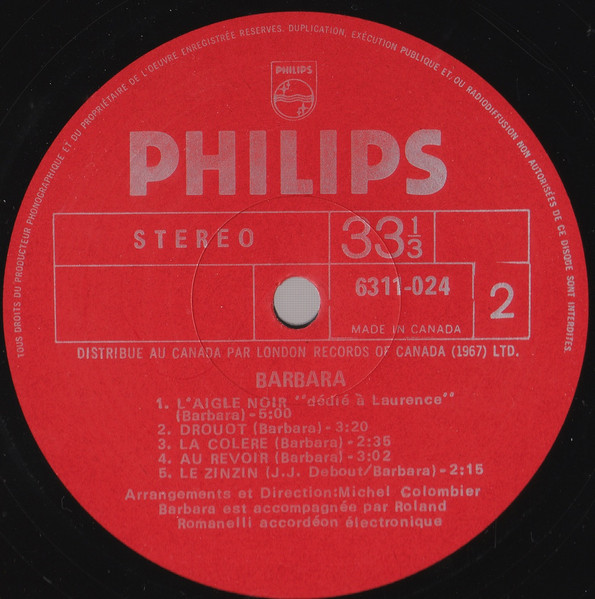 TOUS DROITS DU PRODUCTEUR PHONOGRAPHIQUE ET DU PROPRIÉTAIRE DE L'OEUVRE ENREGISTRÉE RESERVES. DUPLICATION, EXÉCUTION PUBLIQUE ET/OU RADIODIFFUSION NON AUTORISÉES DE CE DISQUE SONT INTERDITES.
PHILIPS
PHILIPS
STEREO
33 1/3
6311-024
2
MADE IN CANADA
DISTRIBUE AU CANADA PAR LONDON RECORDS OF CANADA (1967) LTD.
BARBARA
1. L'AIGLE NOIR ""dédié à Laurence""
(Barbara)-5:00
2. DROUOT (Barbara)-3:20
3. LA COLERE (Barbara)-2:35
4. AU REVOIR (Barbara)-3:02
5. LE ZINZIN (J.J. Debout/Barbara)-2:15
Arrangements et Direction:Michel Colombier
Barbara est accompagnée par Roland
Romanelli accordéon électronique